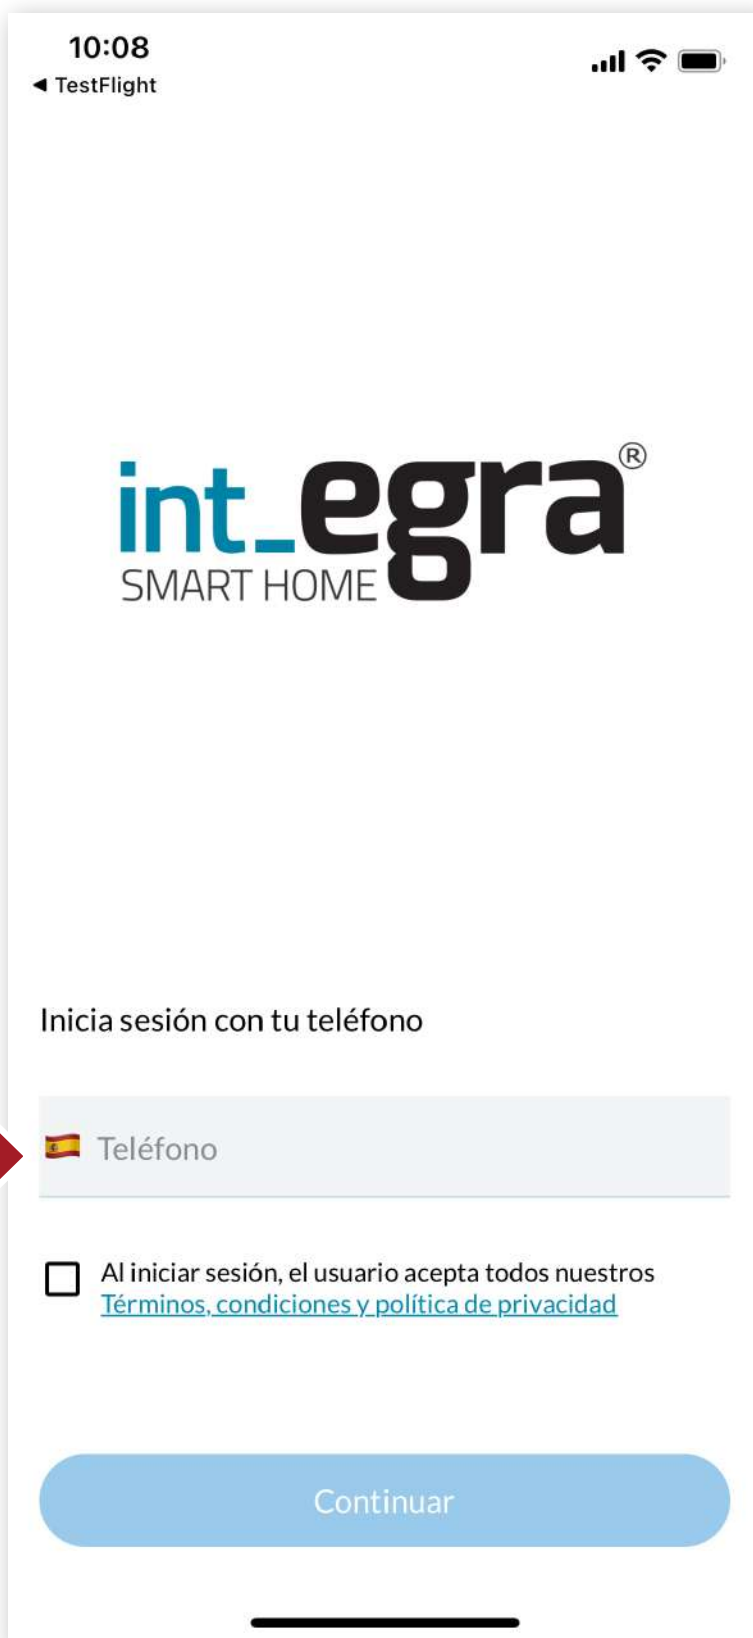 10:08
◀ TestFlight
int_egra®
SMART HOME
Inicia sesión con tu teléfono
Teléfono
Al iniciar sesión, el usuario acepta todos nuestros
Términos, condiciones y política de privacidad
Continuar